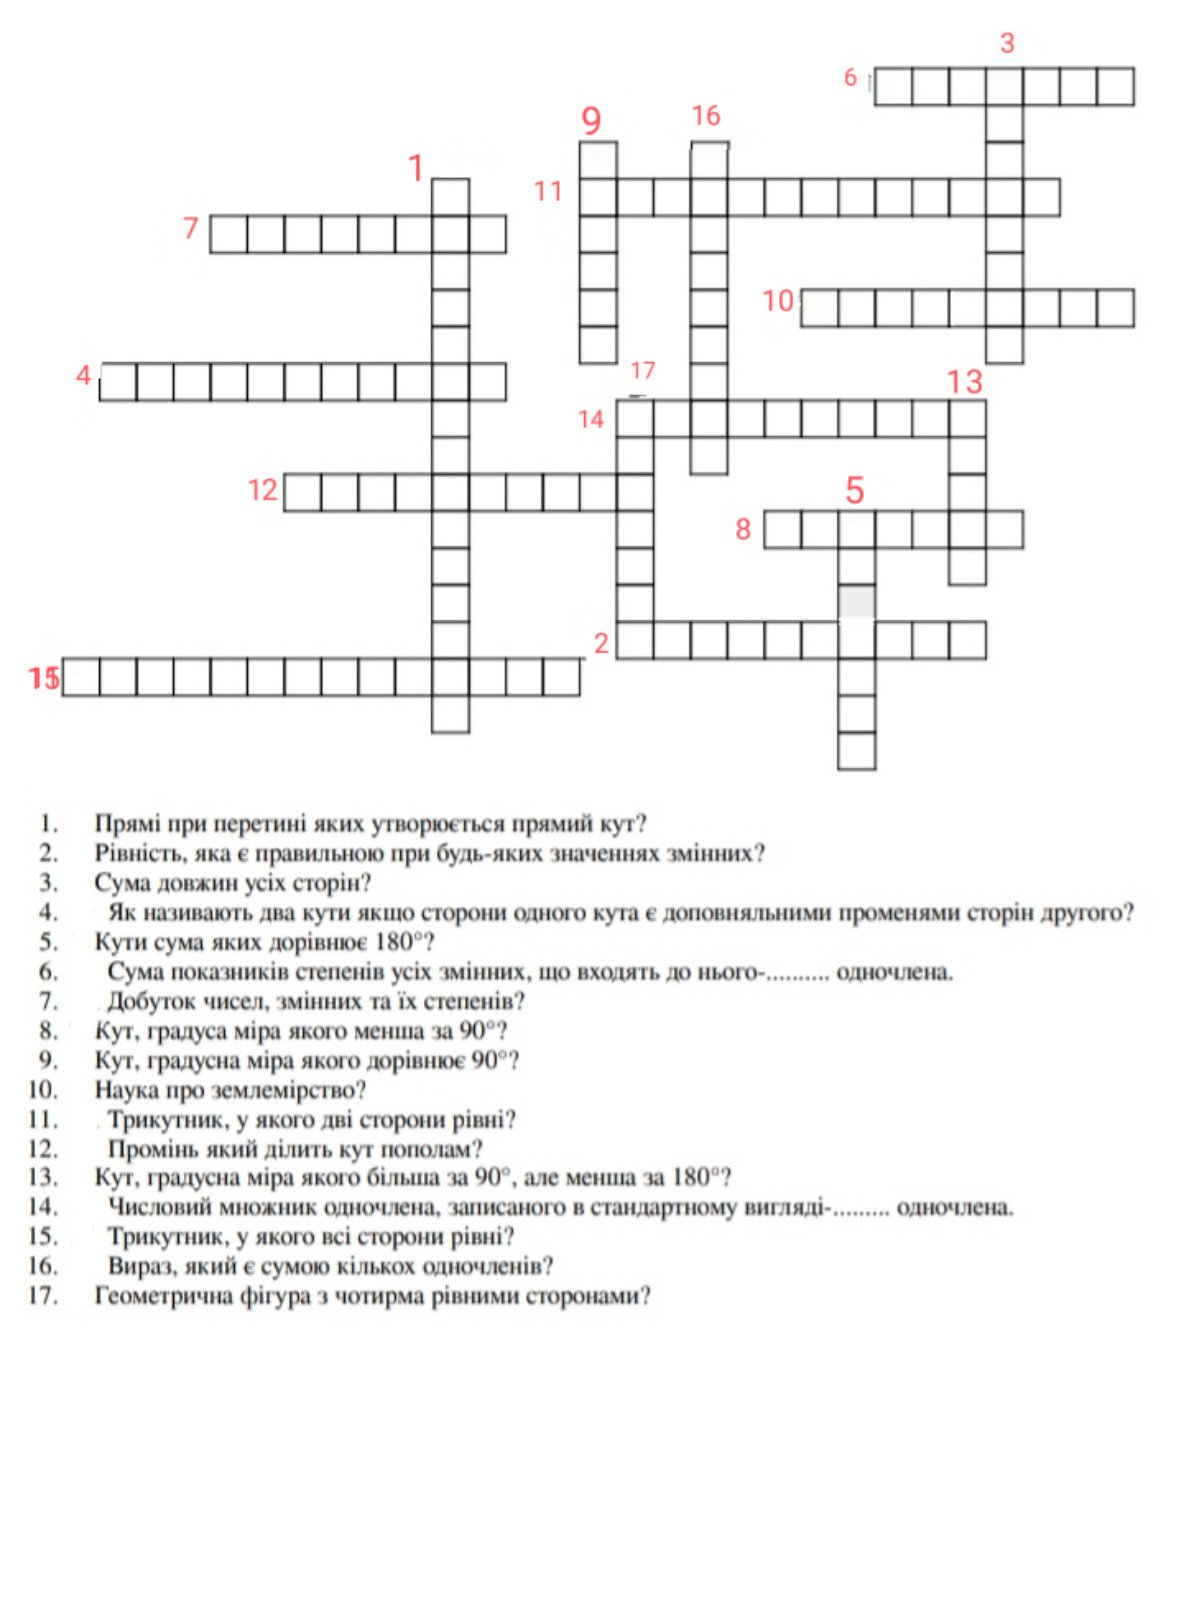 3
6
9
16
1
11
7
10
4
17
13
14
12
5
8
2
15
1. Прямі при перетині яких утворюється прямий кут?
2. Рівність, яка є правильною при будь-яких значеннях змінних?
3. Сума довжин усіх сторін?
4. Як називають два кути якщо сторони одного кута є доповняльними променями сторін другого?
5. Кути сума яких дорівнює 180°?
6. Сума показників степенів усіх змінних, що входять до нього-.......... одночлена.
7. Добуток чисел, змінних та їх степенів?
8. Кут, градуса міра якого менша за 90°?
9. Кут, градусна міра якого дорівнює 90°?
10. Наука про землемірство?
11. Трикутник, у якого дві сторони рівні?
12. Промінь який ділить кут пополам?
13. Кут, градусна міра якого більша за 90°, але менша за 180°?
14. Числовий множник одночлена, записаного в стандартному вигляді-......... одночлена.
15. Трикутник, у якого всі сторони рівні?
16. Вираз, який є сумою кількох одночленів?
17. Геометрична фігура з чотирма рівними сторонами?